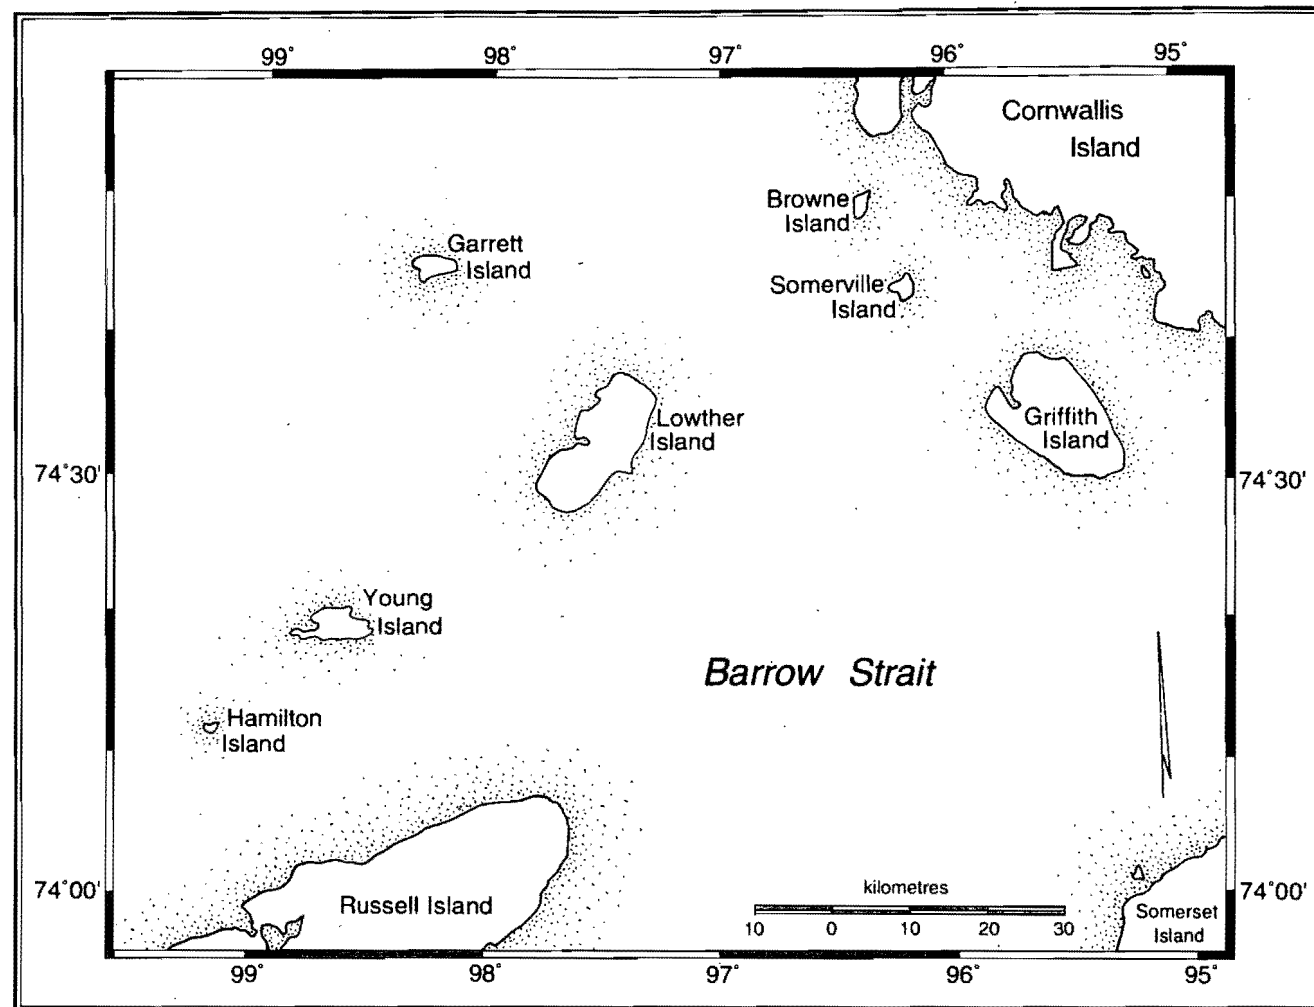 99°
98°
97°
96°
95°
Cornwallis
Island
Browne
Island
Garrett
Island
Somerville
Island
Lowther
Island
Griffith
Island
74°30'
74°30'
Young
Island
Barrow Strait
Hamilton
Island
kilometres
74°00'
74°00'
Russell Island
10 0 10 20 30
Somerset
Island
99°
98°
97°
96°
95°